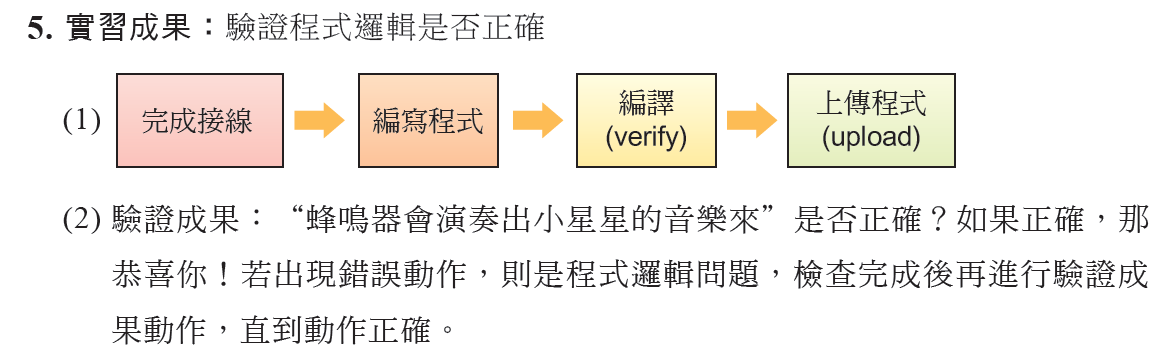 5. 實習成果：驗證程式邏輯是否正確
(1) 完成接線 編寫程式 編譯 (verify) 上傳程式 (upload)
(2) 驗證成果：“蜂鳴器會演奏出小星星的音樂來”是否正確？如果正確，那
恭喜你！若出現錯誤動作，則是程式邏輯問題，檢查完成後再進行驗證成
果動作，直到動作正確。